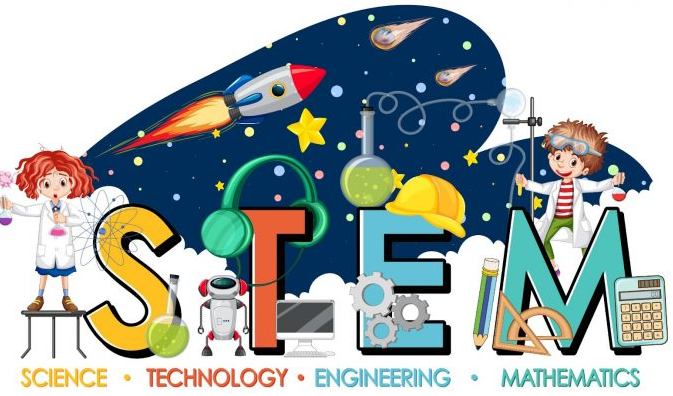 STEM
SCIENCE • TECHNOLOGY • ENGINEERING • MATHEMATICS